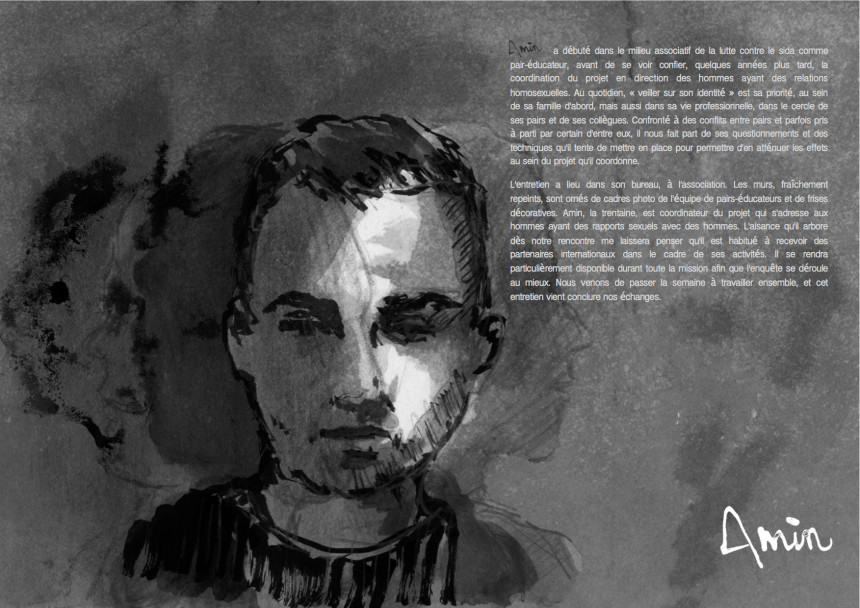 Amin a débuté dans le milieu associatif de la lutte contre le sida comme
pair-éducateur, avant de se voir confier, quelques années plus tard, la
coordination du projet en direction des hommes ayant des relations
homosexuelles. Au quotidien, « veiller sur son identité » est sa priorité, au sein
de sa famille d'abord, mais aussi dans sa vie professionnelle, dans le cercle de
ses pairs et de ses collègues. Confronté à des conflits entre pairs et parfois pris
à parti par certain d'entre eux, il nous fait part de ses questionnements et des
techniques qu'il tente de mettre en place pour permettre d'en atténuer les effets
au sein du projet qu'il coordonne.
L'entretien a lieu dans son bureau, à l'association. Les murs, fraîchement
repeints, sont ornés de cadres photo de l'équipe de pairs-éducateurs et de frises
décoratives. Amin, la trentaine, est coordinateur du projet qui s'adresse aux
hommes ayant des rapports sexuels avec des hommes. L'aisance qu'il arbore
dès notre rencontre me laissera penser qu'il est habitué à recevoir des
partenaires internationaux dans le cadre de ses activités. Il se rendra
particulièrement disponible durant toute la mission afin que l'enquête se déroule
au mieux. Nous venons de passer la semaine à travailler ensemble, et cet
entretien vient conclure nos échanges.
Amin